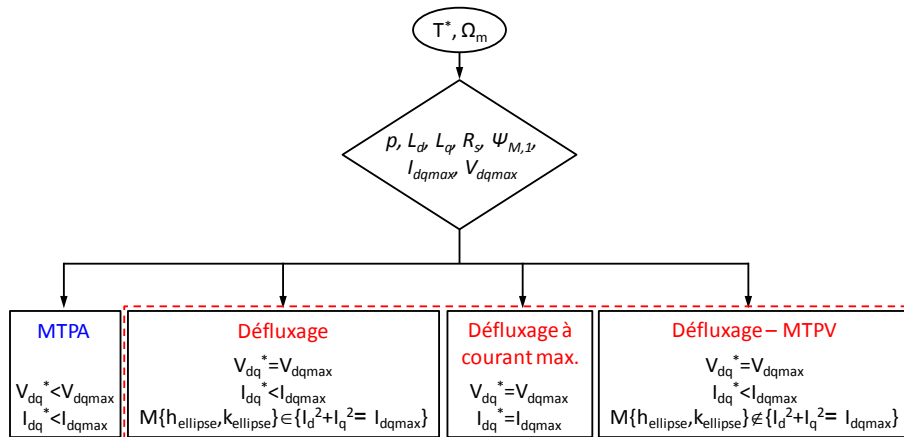 T*, Ωm
p, Ld, Lq, Rs, ΨM,1,
Idqmax, Vdqmax
MTPA
Vdq*<Vdqmax
Idq*<Idqmax
Défluxage
Vdq*=Vdqmax
Idq*<Idqmax
M{hellipse,kellipse}∈{Id²+Iq²= Idqmax}
Défluxage à
courant max.
Vdq*=Vdqmax
Idq*=Idqmax
Défluxage – MTPV
Vdq*=Vdqmax
Idq*<Idqmax
M{hellipse,kellipse}∉{Id²+Iq²= Idqmax}